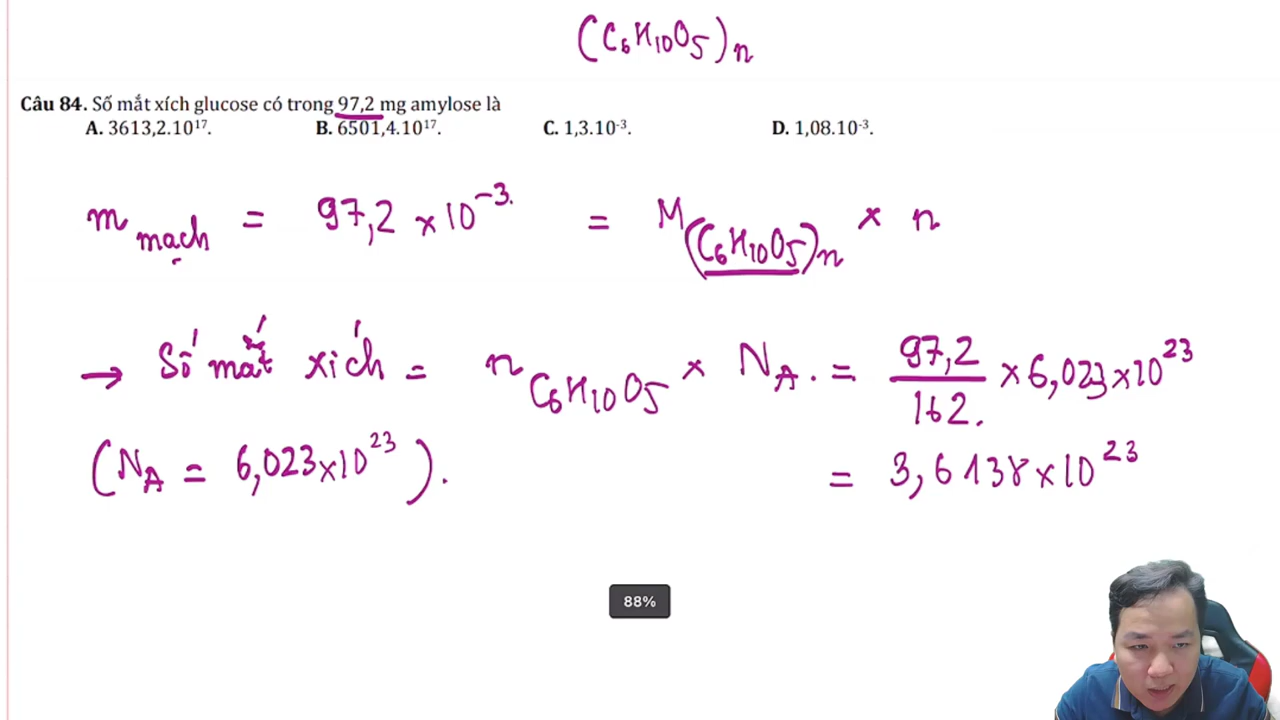 (C6H10O5)n
Câu 84. Số mắt xích glucose có trong 97,2 mg amylose là
A. 3613,2.10¹⁷. B. 6501,4.10¹⁷. C. 1,3.10⁻³. D. 1,08.10⁻³.
m mạch = 97,2 × 10⁻³. = M(C6H10O5)n × n
→ Số mắt xích = nC6H10O5 × NA. = 97,2/162. × 6,023×10²³
(NA = 6,023×10²³).
= 3,6138×10²³
88%